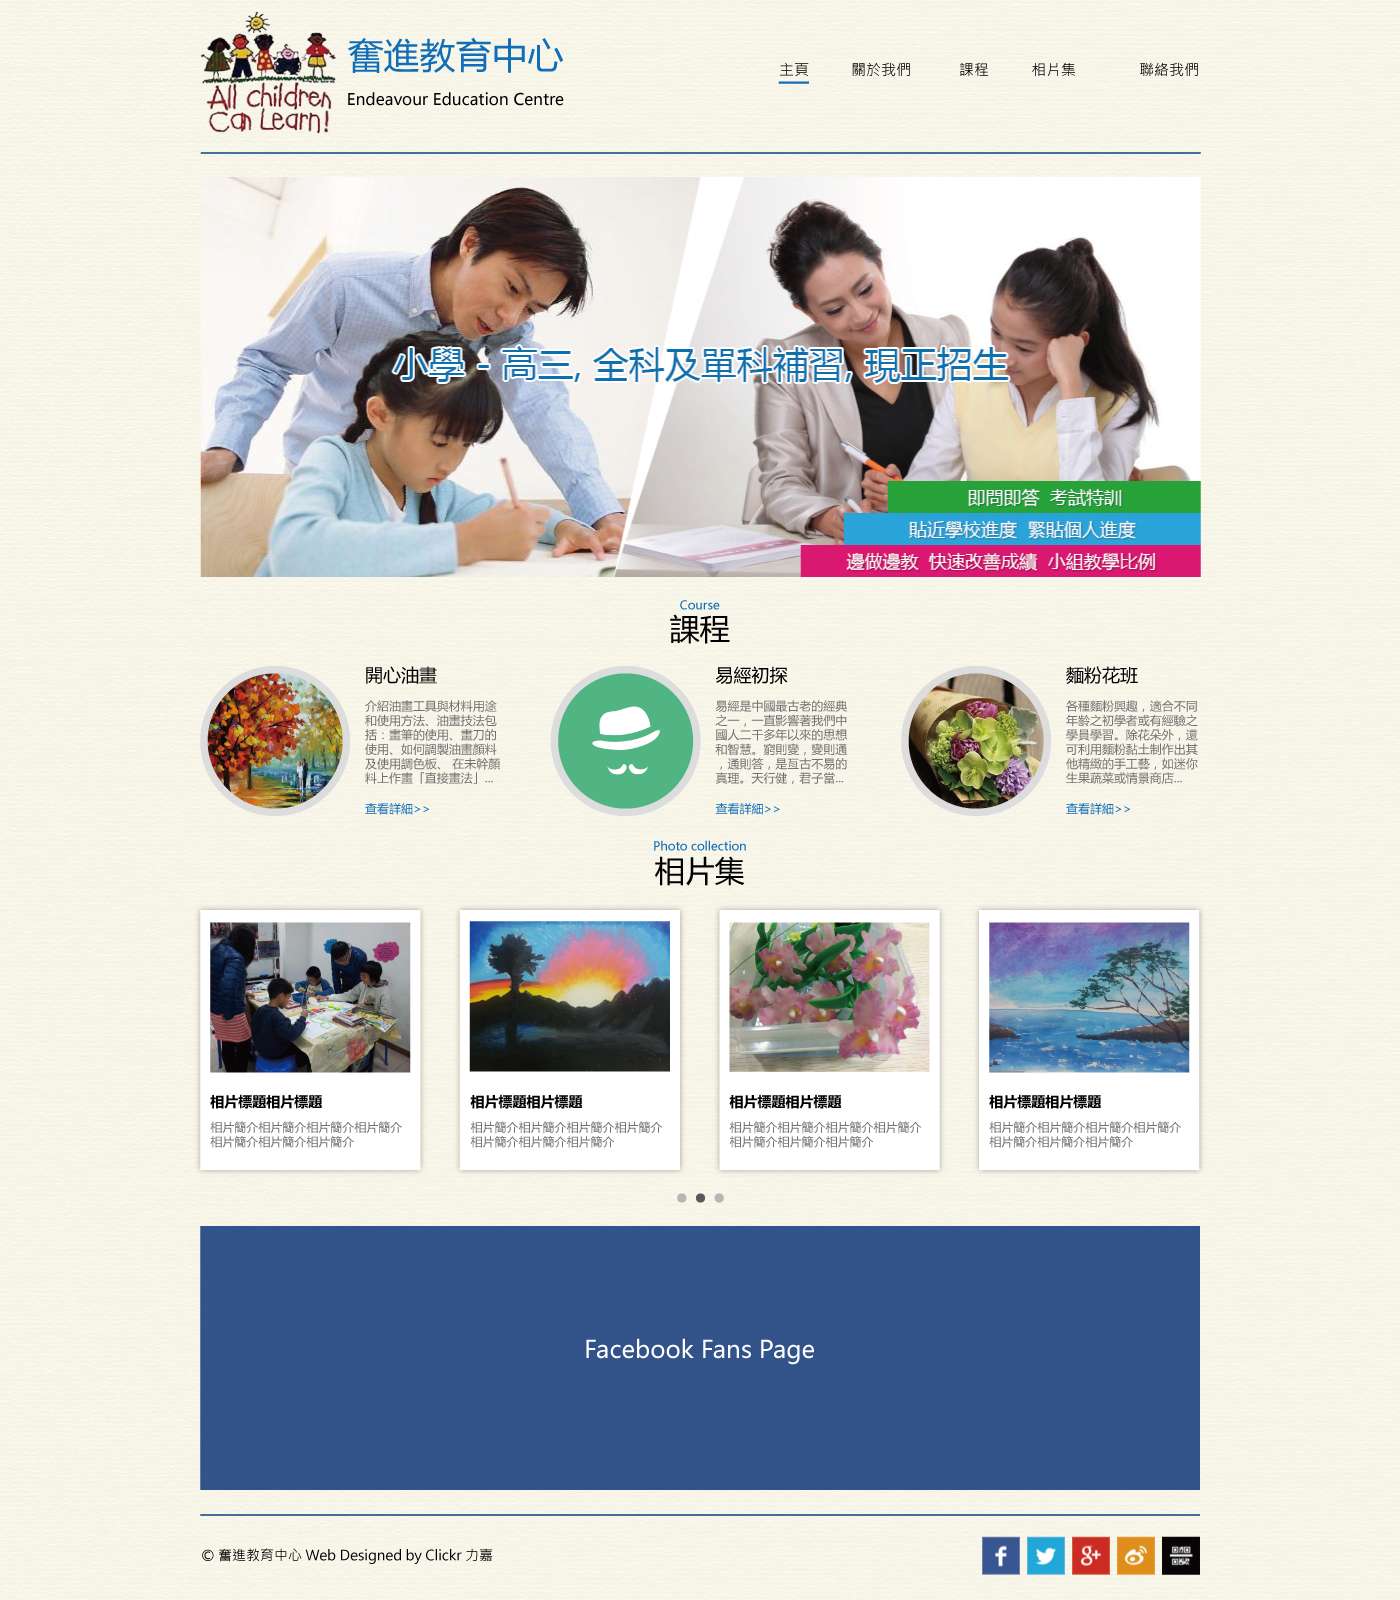 All children
Can Learn!
奮進教育中心
Endeavour Education Centre
主頁 關於我們 課程 相片集 聯絡我們
小學 - 高三, 全科及單科補習, 現正招生
即問即答 考試特訓
貼近學校進度 緊貼個人進度
邊做邊教 快速改善成績 小組教學比例
Course
課程
開心油畫
介紹油畫工具與材料用途
和使用方法、油畫技法包
括：畫筆的使用、畫刀的
使用、如何調製油畫顏料
及使用調色板、 在未幹顏
料上作畫「直接畫法」...
查看詳細>>
易經初探
易經是中國最古老的經典
之一，一直影響著我們中
國人二千多年以來的思想
和智慧。窮則變，變則通
，通則答，是亙古不易的
真理。天行健，君子當...
查看詳細>>
麵粉花班
各種麵粉興趣，適合不同
年齡之初學者或有經驗之
學員學習。除花朵外，還
可利用麵粉黏土制作出其
他精緻的手工藝，如迷你
生果蔬菜或情景商店...
查看詳細>>
Photo collection
相片集
相片標題相片標題
相片簡介相片簡介相片簡介相片簡介
相片簡介相片簡介相片簡介
相片標題相片標題
相片簡介相片簡介相片簡介相片簡介
相片簡介相片簡介相片簡介
相片標題相片標題
相片簡介相片簡介相片簡介相片簡介
相片簡介相片簡介相片簡介
相片標題相片標題
相片簡介相片簡介相片簡介相片簡介
相片簡介相片簡介相片簡介
Facebook Fans Page
© 奮進教育中心 Web Designed by Clickr 力嘉